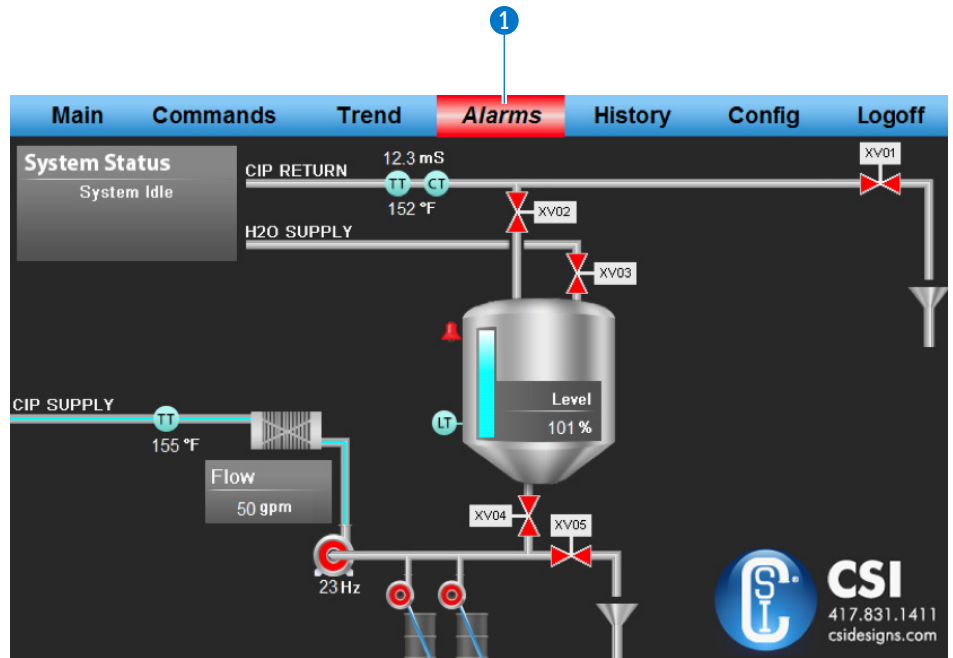 1
Main Commands Trend Alarms History Config Logoff
System Status
System Idle
CIP RETURN
12.3 mS
TT CT
152 °F
XV01
XV02
H2O SUPPLY
XV03
CIP SUPPLY
TT
155 °F
LT
Level
101 %
Flow
50 gpm
XV04
XV05
23 Hz
CSI
CSI
417.831.1411
csidesigns.com